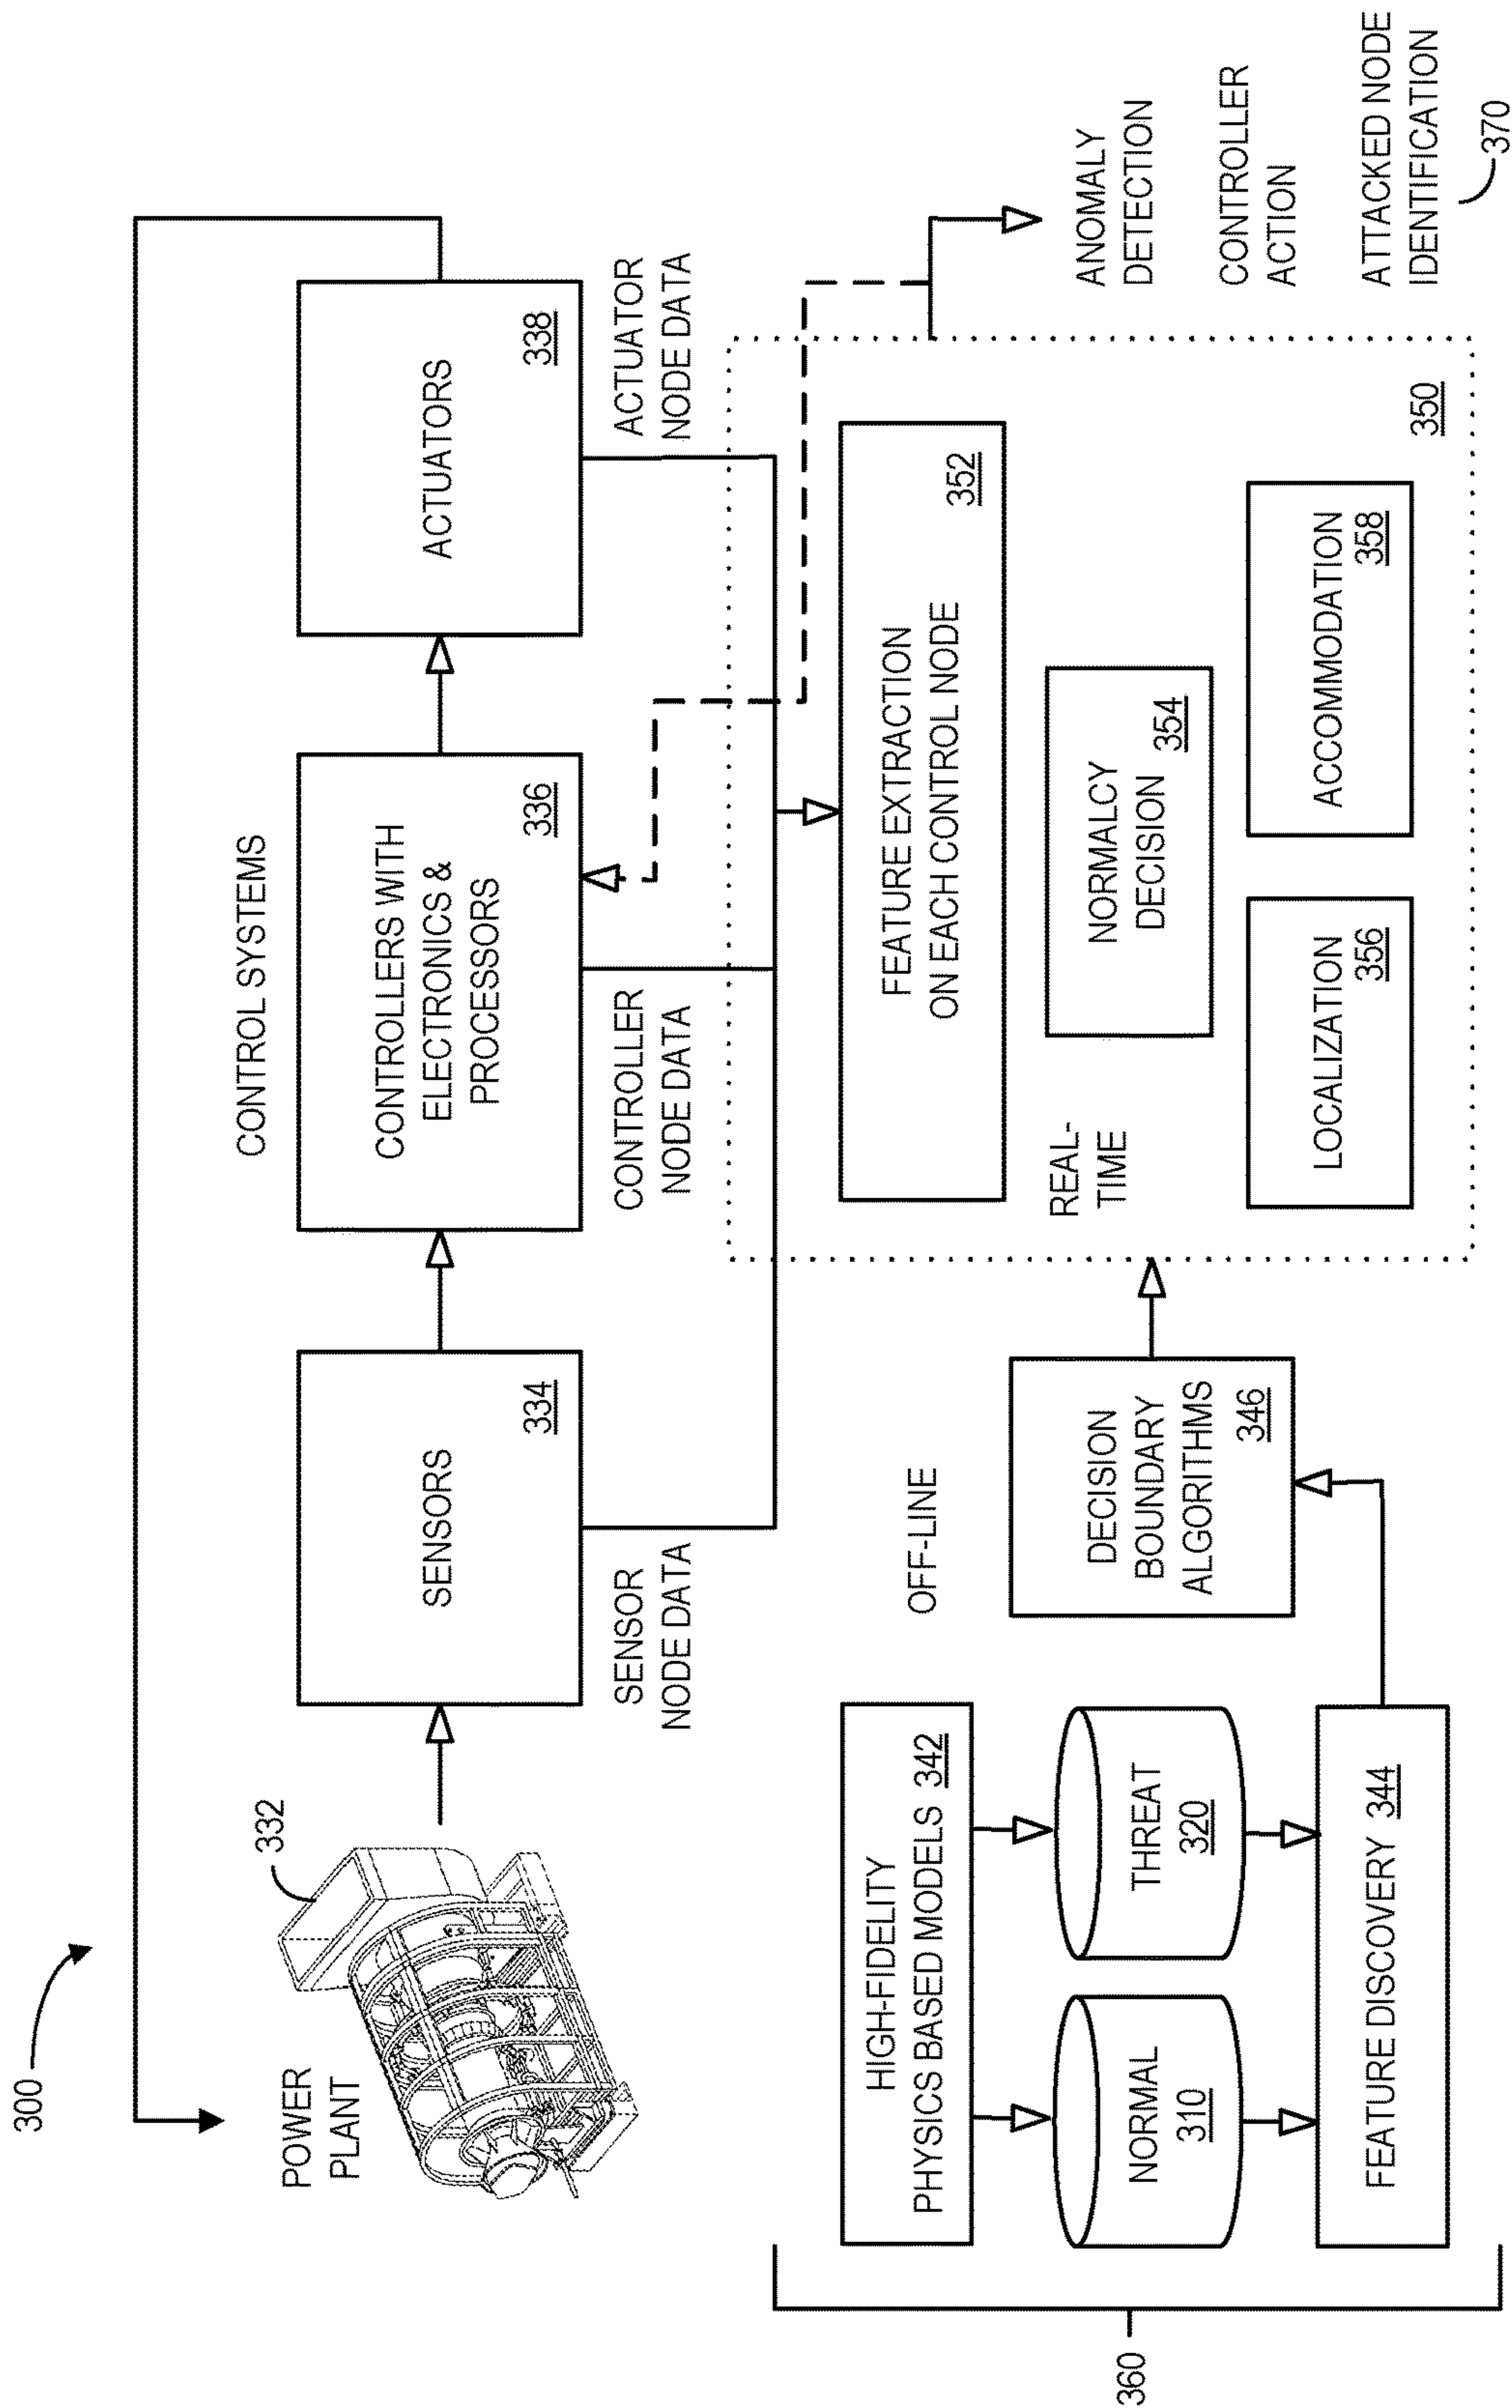 300
POWER
PLANT
332
CONTROL SYSTEMS
SENSORS
334
CONTROLLERS WITH
ELECTRONICS &
PROCESSORS
336
ACTUATORS
338
SENSOR
NODE DATA
CONTROLLER
NODE DATA
ACTUATOR
NODE DATA
360
HIGH-FIDELITY
PHYSICS BASED MODELS 342
NORMAL
310
THREAT
320
FEATURE DISCOVERY 344
OFF-LINE
DECISION
BOUNDARY
ALGORITHMS
346
FEATURE EXTRACTION
ON EACH CONTROL NODE
352
REAL-
TIME
NORMALCY
DECISION
354
LOCALIZATION
356
ACCOMMODATION
358
350
ANOMALY
DETECTION
CONTROLLER
ACTION
ATTACKED NODE
IDENTIFICATION
370